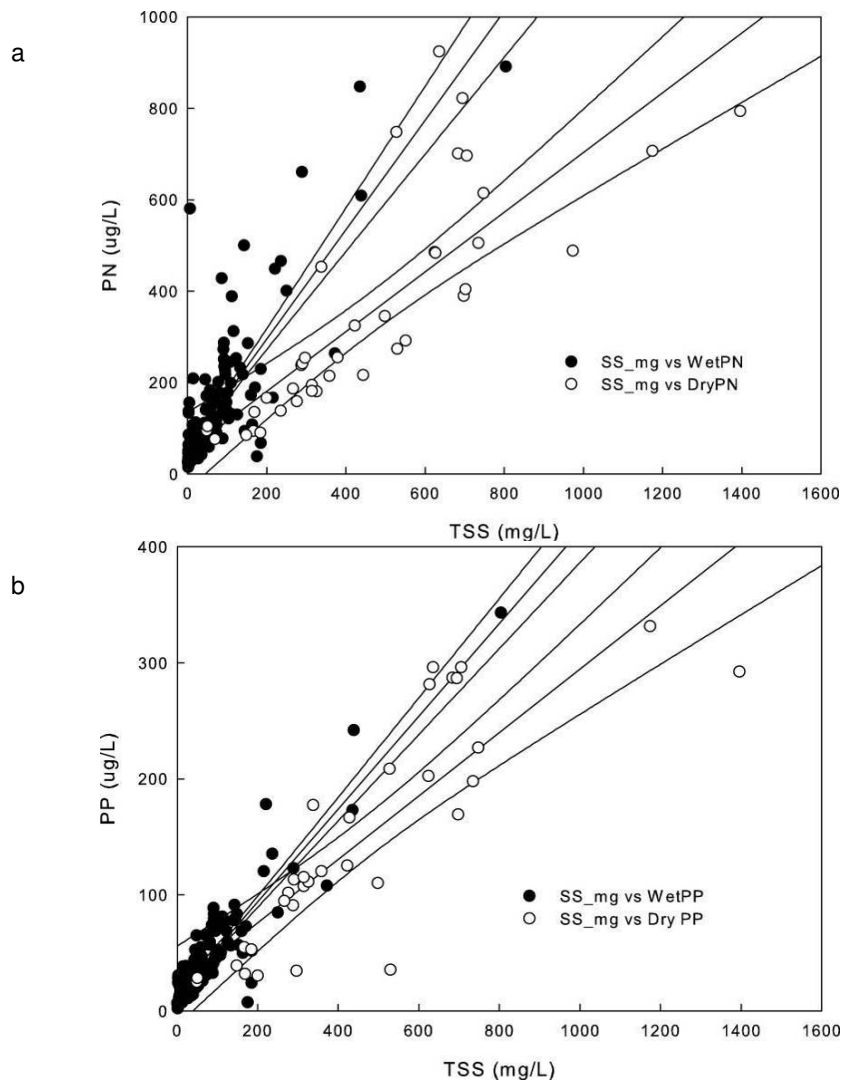 a
1000
800
600
400
200
0
PN (ug/L)
SS_mg vs WetPN
SS_mg vs DryPN
0 200 400 600 800 1000 1200 1400 1600
TSS (mg/L)
b
400
300
200
100
0
PP (ug/L)
SS_mg vs WetPP
SS_mg vs Dry PP
0 200 400 600 800 1000 1200 1400 1600
TSS (mg/L)